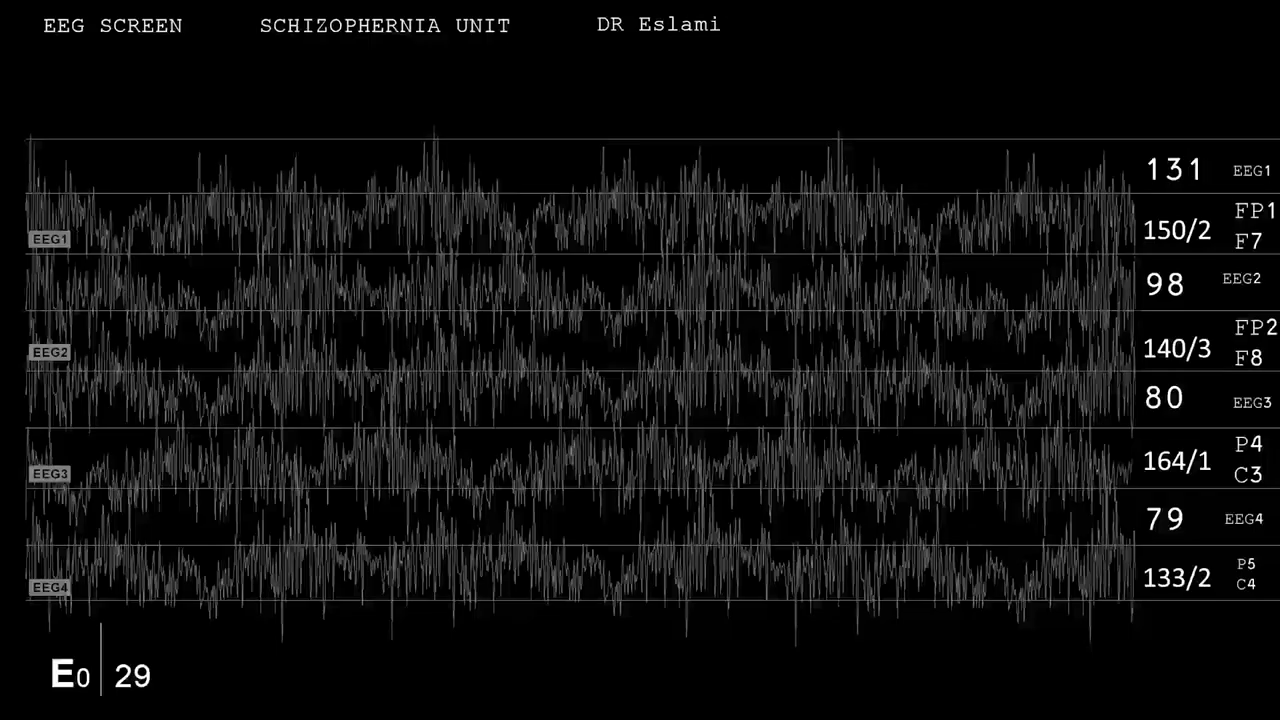 EEG SCREEN SCHIZOPHERNIA UNIT DR Eslami
131 EEG1
FP1
150/2
F7
EEG1
98 EEG2
FP2
140/3
F8
EEG2
80 EEG3
P4
164/1
C3
EEG3
79 EEG4
P5
133/2
C4
EEG4
E0 29